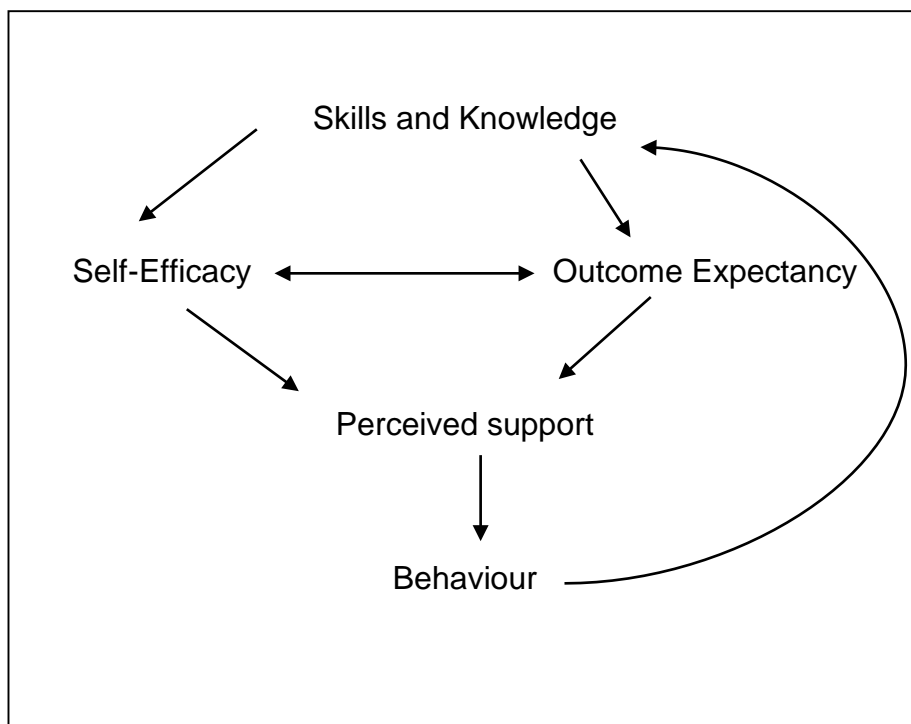 Skills and Knowledge
Self-Efficacy
Outcome Expectancy
Perceived support
Behaviour